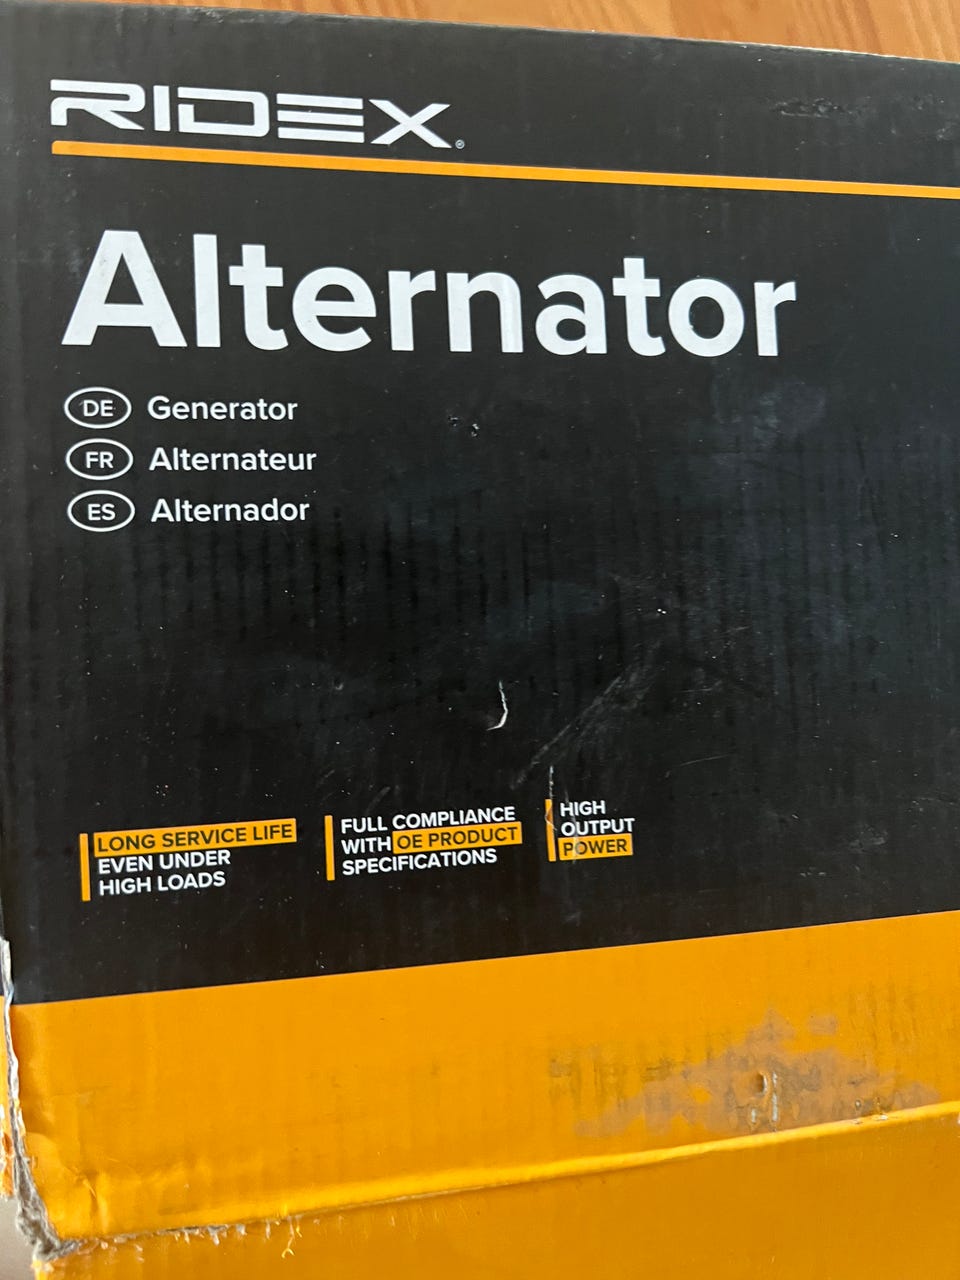 RIDEX®
Alternator
DE Generator
FR Alternateur
ES Alternador
LONG SERVICE LIFE
EVEN UNDER
HIGH LOADS
FULL COMPLIANCE
WITH OE PRODUCT
SPECIFICATIONS
HIGH
OUTPUT
POWER